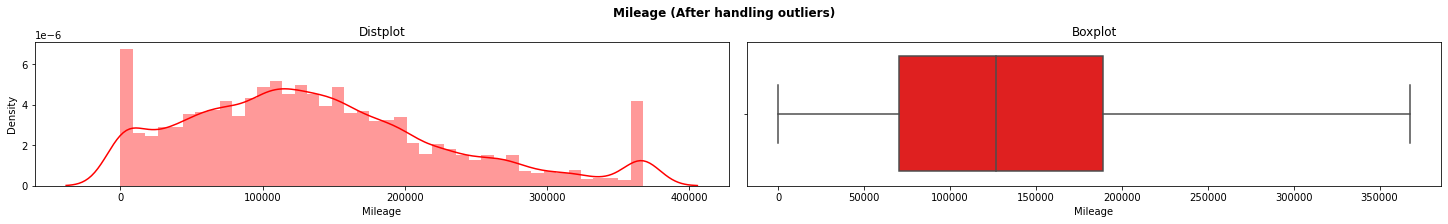 Mileage (After handling outliers)
Distplot
1e−6
6
4
2
0
Density
0 100000 200000 300000 400000
Mileage
Boxplot
0 50000 100000 150000 200000 250000 300000 350000
Mileage